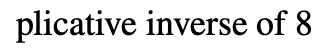 plicative inverse of 8